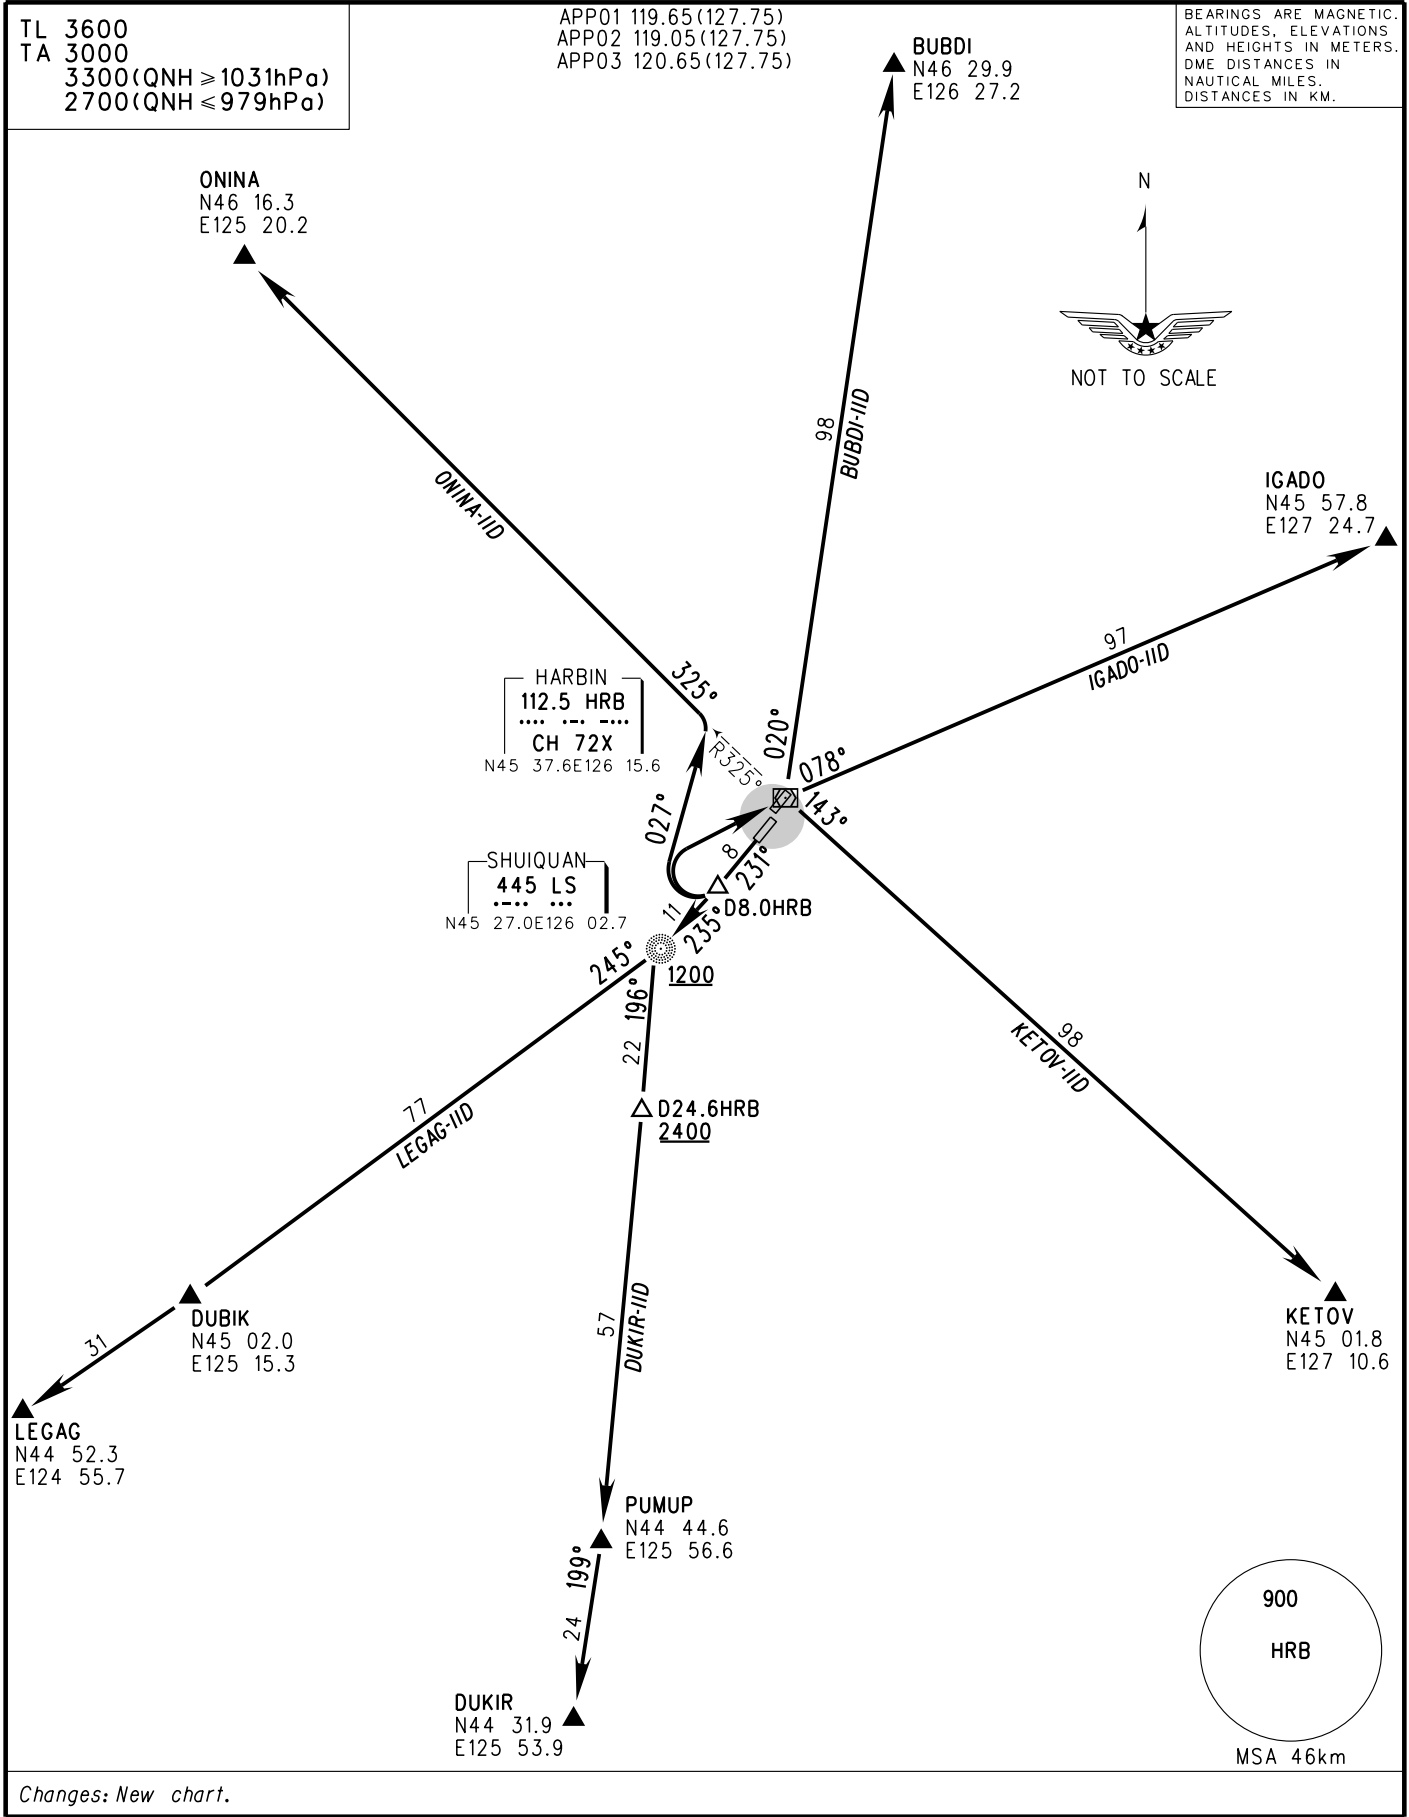 TL 3600
TA 3000
3300(QNH ≥1031hPa)
2700(QNH ≤979hPa)
APP01 119.65(127.75)
APP02 119.05(127.75)
APP03 120.65(127.75)
BEARINGS ARE MAGNETIC.
ALTITUDES, ELEVATIONS
AND HEIGHTS IN METERS.
DME DISTANCES IN
NAUTICAL MILES.
DISTANCES IN KM.
BUBDI
N46 29.9
E126 27.2
ONINA
N46 16.3
E125 20.2
N
NOT TO SCALE
98
BUBDI-11D
ONINA-11D
IGADO
N45 57.8
E127 24.7
97
IGADO-11D
325°
HARBIN
112.5 HRB
CH 72X
N45 37.6E126 15.6
R325°
020°
078°
143°
027°
8
231°
SHUIQUAN
445 LS
N45 27.0E126 02.7
D8.0HRB
11
235°
245°
1200
196°
22
98
KETOV-11D
D24.6HRB
2400
77
LEGAG-11D
57
DUKIR-11D
DUBIK
N45 02.0
E125 15.3
31
LEGAG
N44 52.3
E124 55.7
KETOV
N45 01.8
E127 10.6
PUMUP
N44 44.6
E125 56.6
199°
24
DUKIR
N44 31.9
E125 53.9
900
HRB
MSA 46km
Changes: New chart.